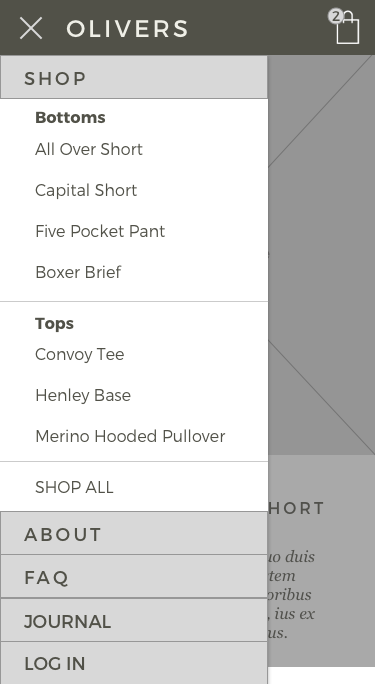 OLIVERS
2
SHOP
Bottoms
All Over Short
Capital Short
Five Pocket Pant
Boxer Brief
Tops
Convoy Tee
Henley Base
Merino Hooded Pullover
SHOP ALL
ABOUT
FAQ
JOURNAL
LOG IN
HORT
duis
tem
oribus
, ius ex
us.